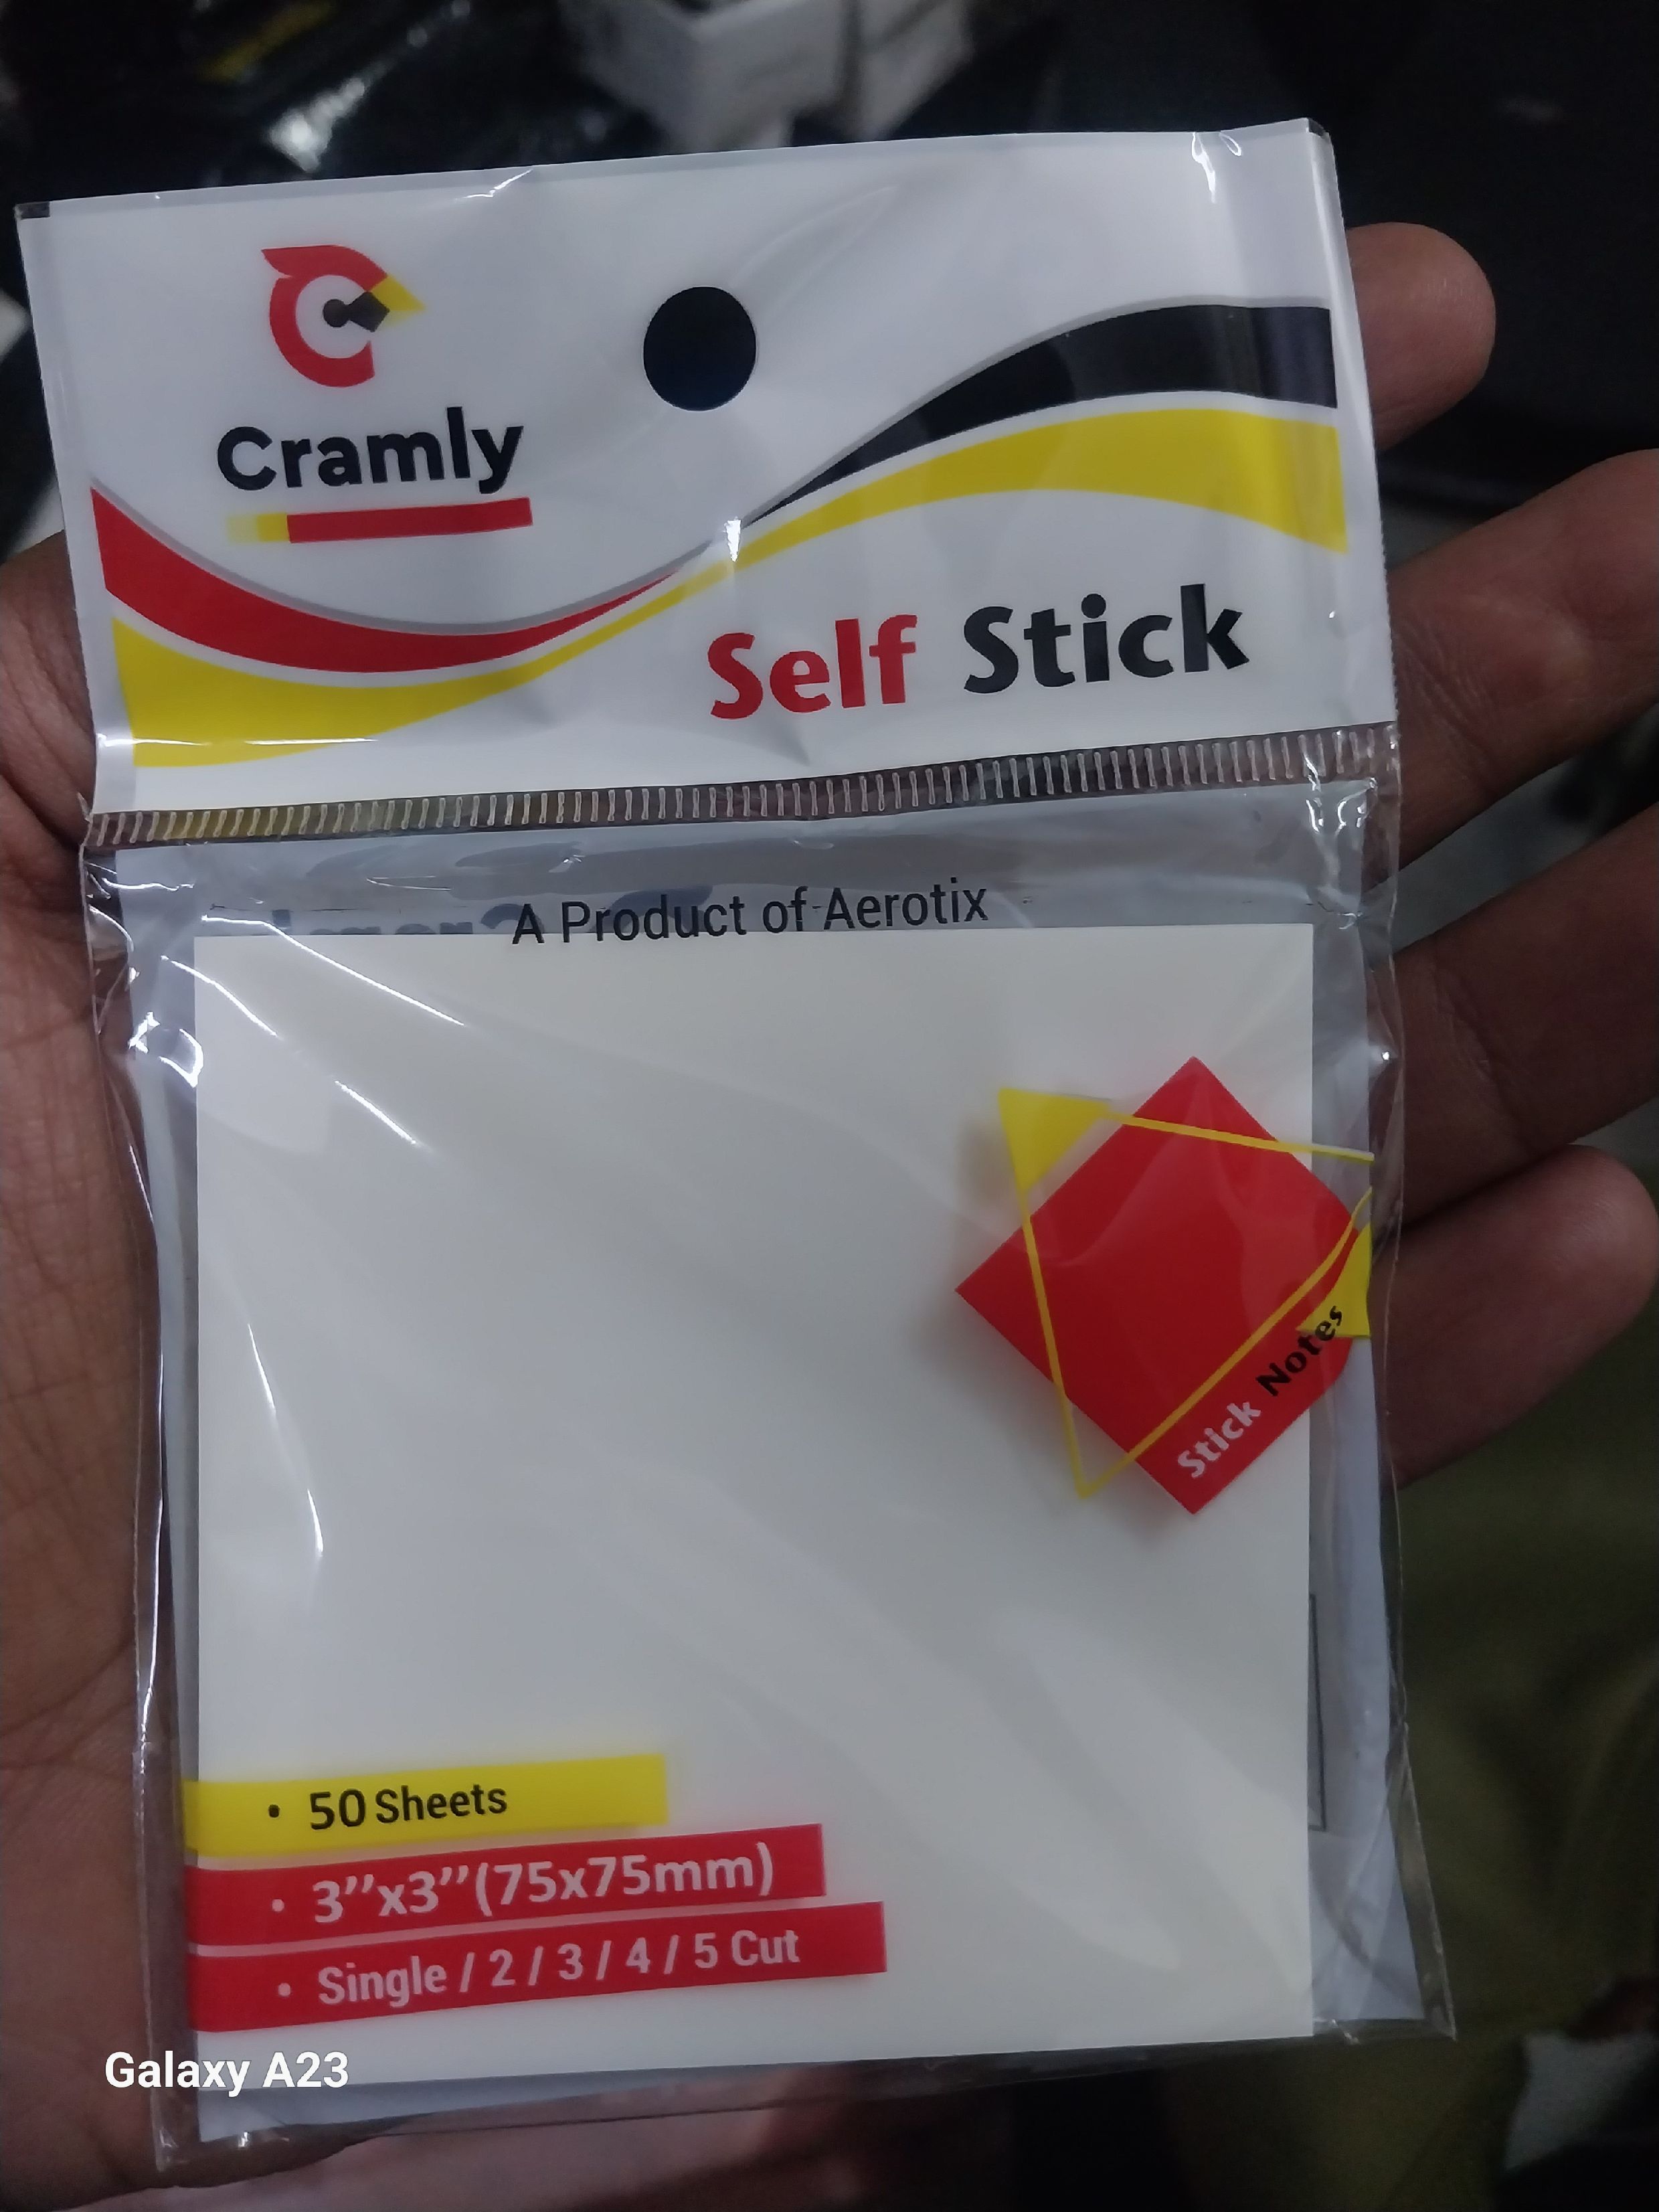 Cramly
Self Stick
A Product of Aerotix
Stick Notes
• 50 Sheets
• 3’’x3’’(75x75mm)
• Single / 2 / 3 / 4 / 5 Cut
Galaxy A23